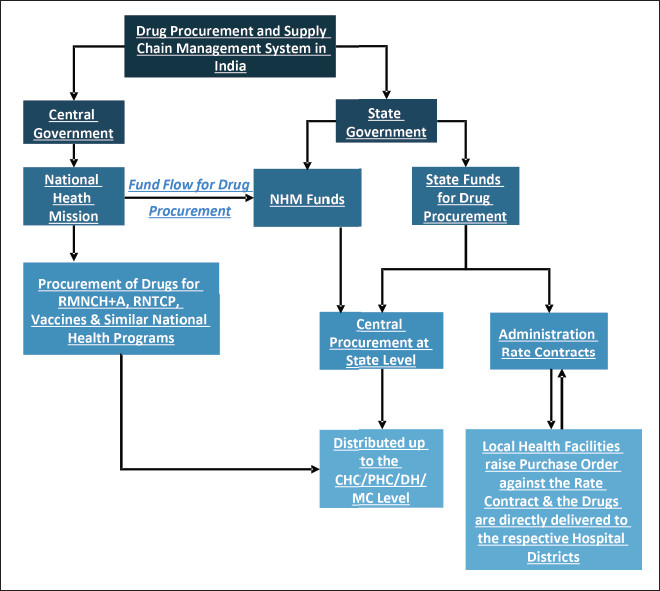 Drug Procurement and Supply
Chain Management System in
India
Central
Government
State
Government
National
Heath
Mission
Fund Flow for Drug
Procurement
NHM Funds
State Funds
for Drug
Procurement
Procurement of Drugs for
RMNCH+A, RNTCP,
Vaccines & Similar National
Health Programs
Central
Procurement at
State Level
Administration
Rate Contracts
Distributed up
to the
CHC/PHC/DH/
MC Level
Local Health Facilities
raise Purchase Order
against the Rate
Contract & the Drugs
are directly delivered to
the respective Hospital
Districts